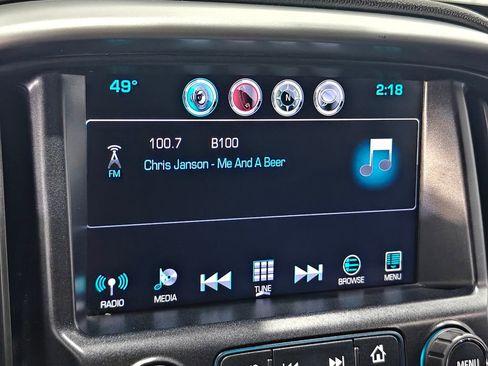 49° 2:18
N
100.7 B100
FM Chris Janson - Me And A Beer
RADIO MEDIA TUNE BROWSE MENU
MENU